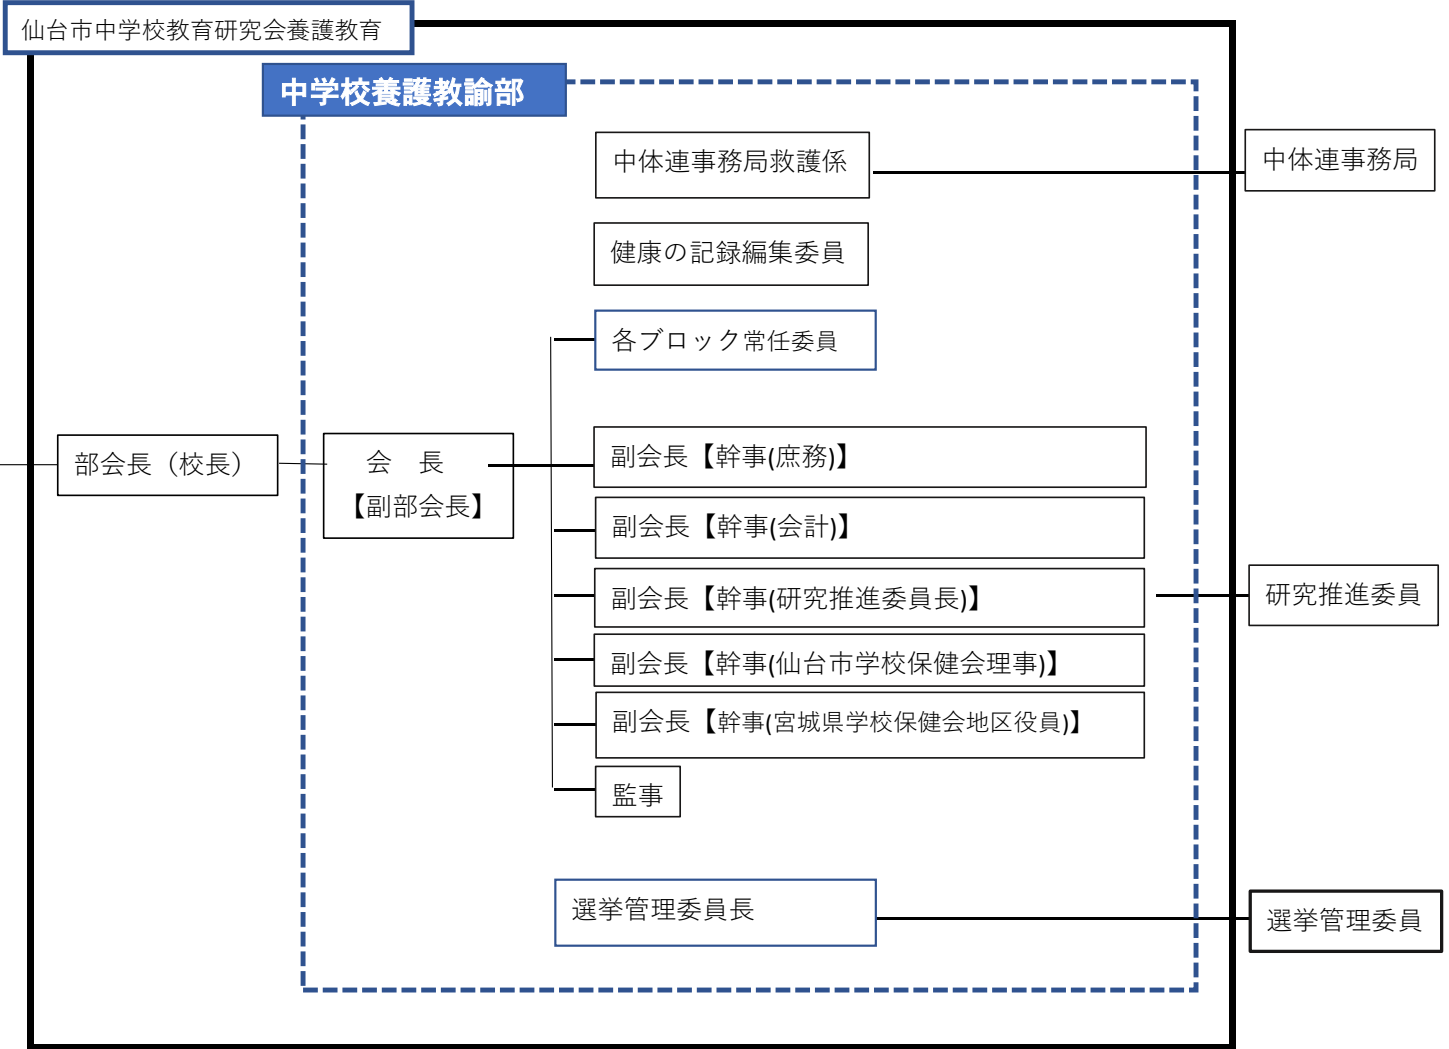 仙台市中学校教育研究会養護教育
中学校養護教諭部
中体連事務局救護係
中体連事務局
健康の記録編集委員
各ブロック常任委員
部会長（校長）
会　長
【副部会長】
副会長【幹事(庶務)】
副会長【幹事(会計)】
副会長【幹事(研究推進委員長)】
研究推進委員
副会長【幹事(仙台市学校保健会理事)】
副会長【幹事(宮城県学校保健会地区役員)】
監事
選挙管理委員長
選挙管理委員